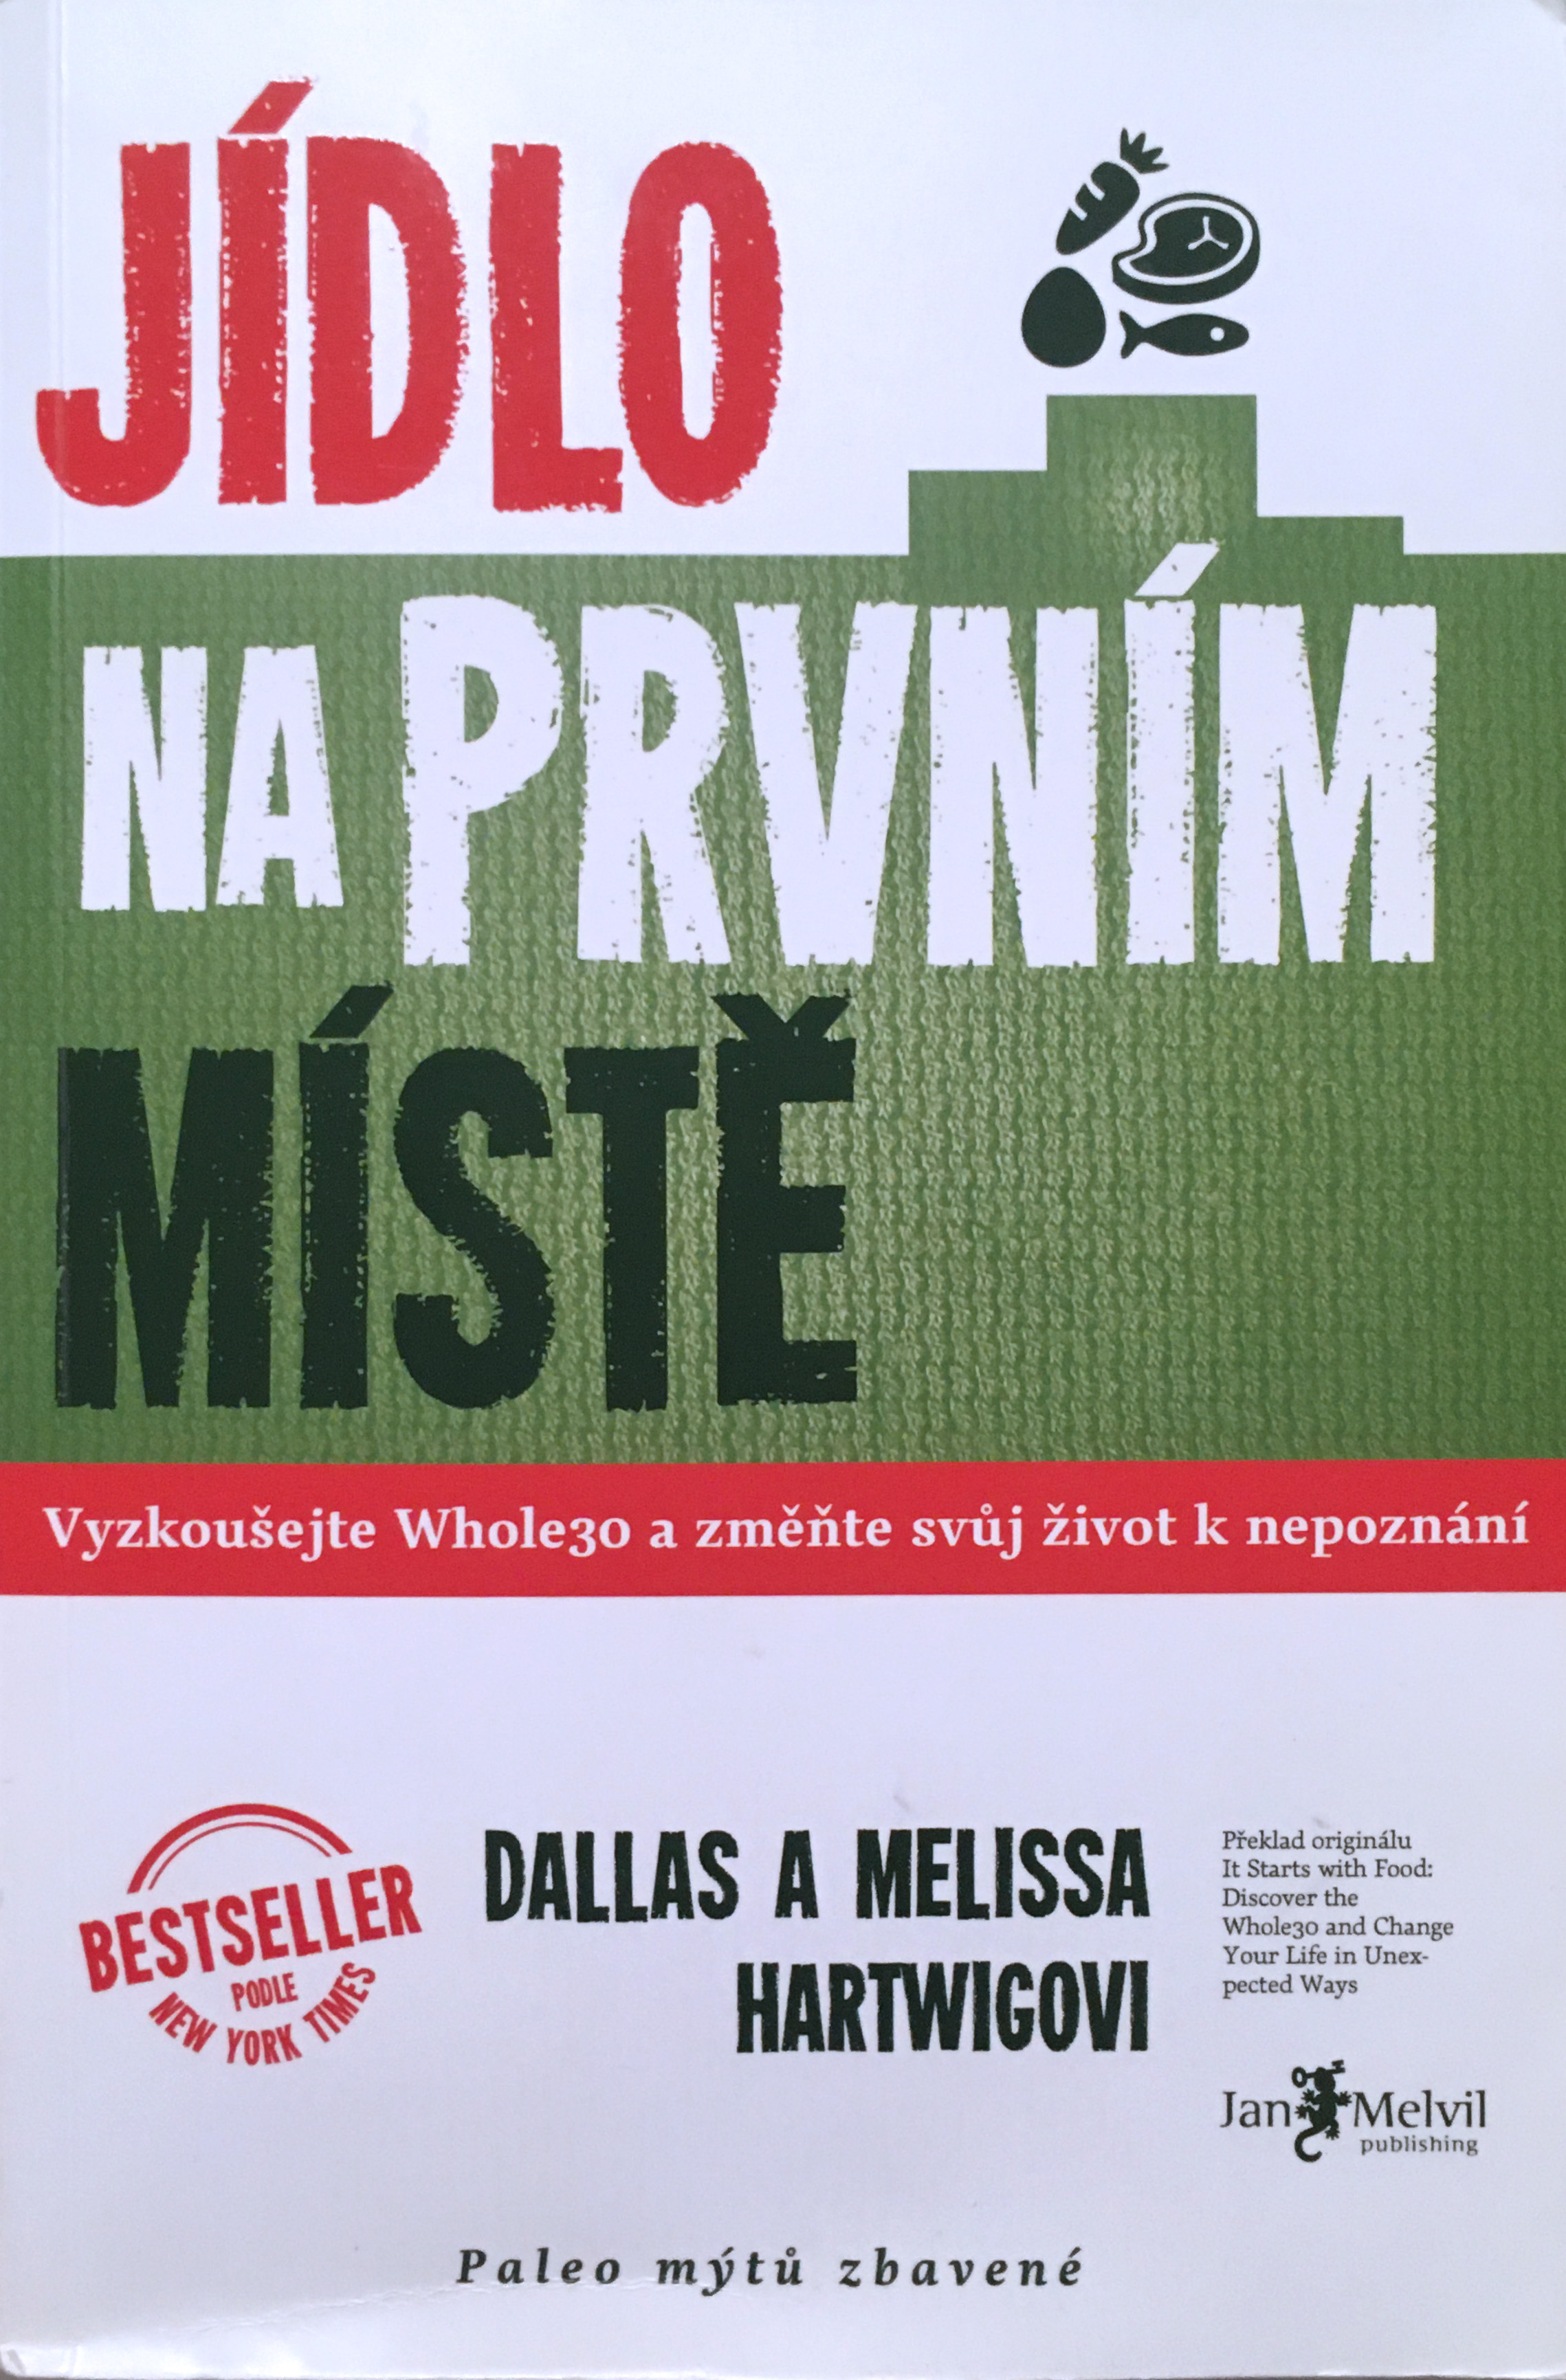 JÍDLO
NA PRVNÍM
MÍSTĚ
Vyzkoušejte Whole30 a změňte svůj život k nepoznání
BESTSELLER
PODLE
NEW YORK TIMES
DALLAS A MELISSA
HARTWIGOVI
Překlad originálu
It Starts with Food:
Discover the
Whole30 and Change
Your Life in Unex-
pected Ways
Jan Melvil
publishing
Paleo mýtů zbavené